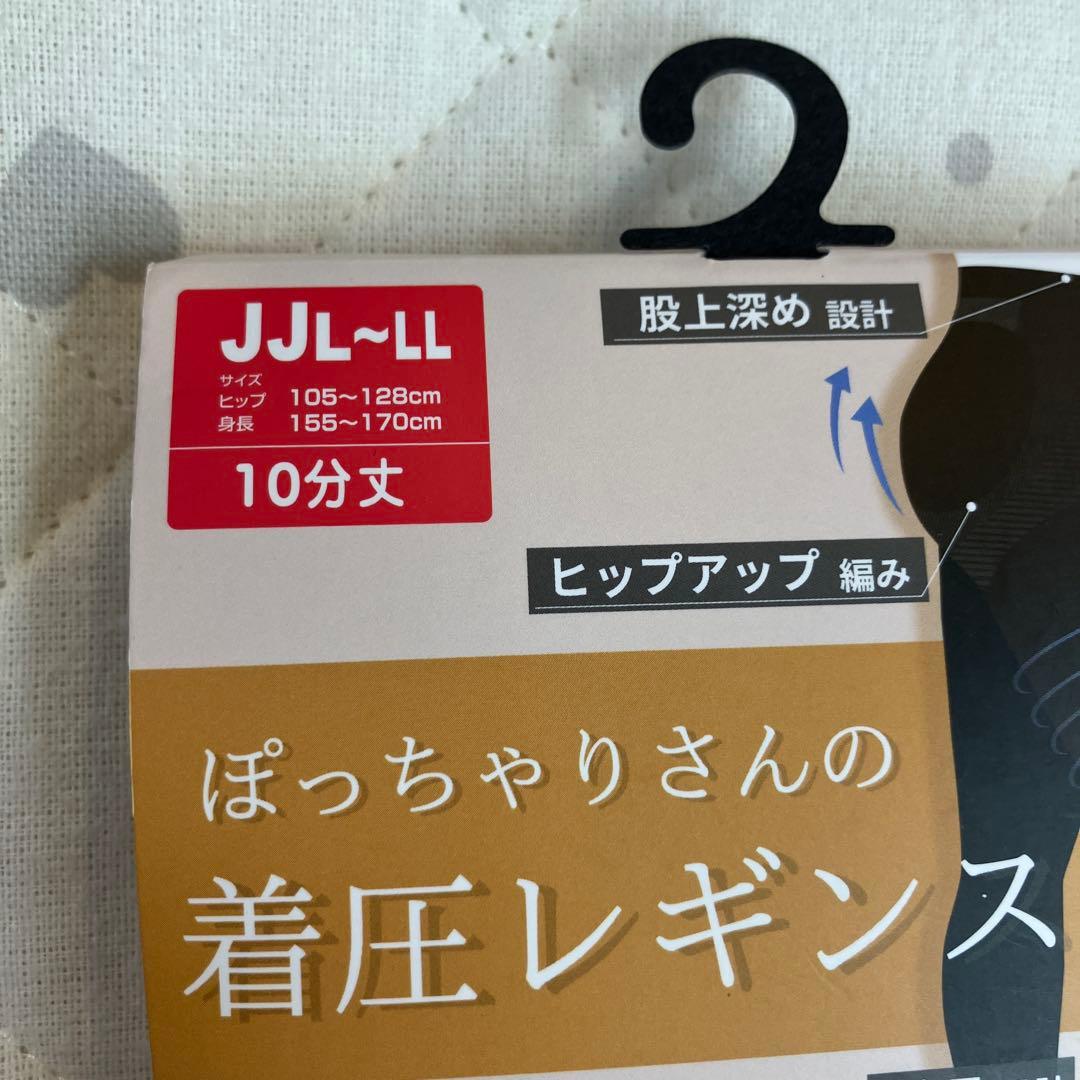 JJL~LL
サイズ
ヒップ 105~128cm
身長 155~170cm
10分丈
股上深め 設計
ヒップアップ 編み
ぽっちゃりさんの
着圧レギンス